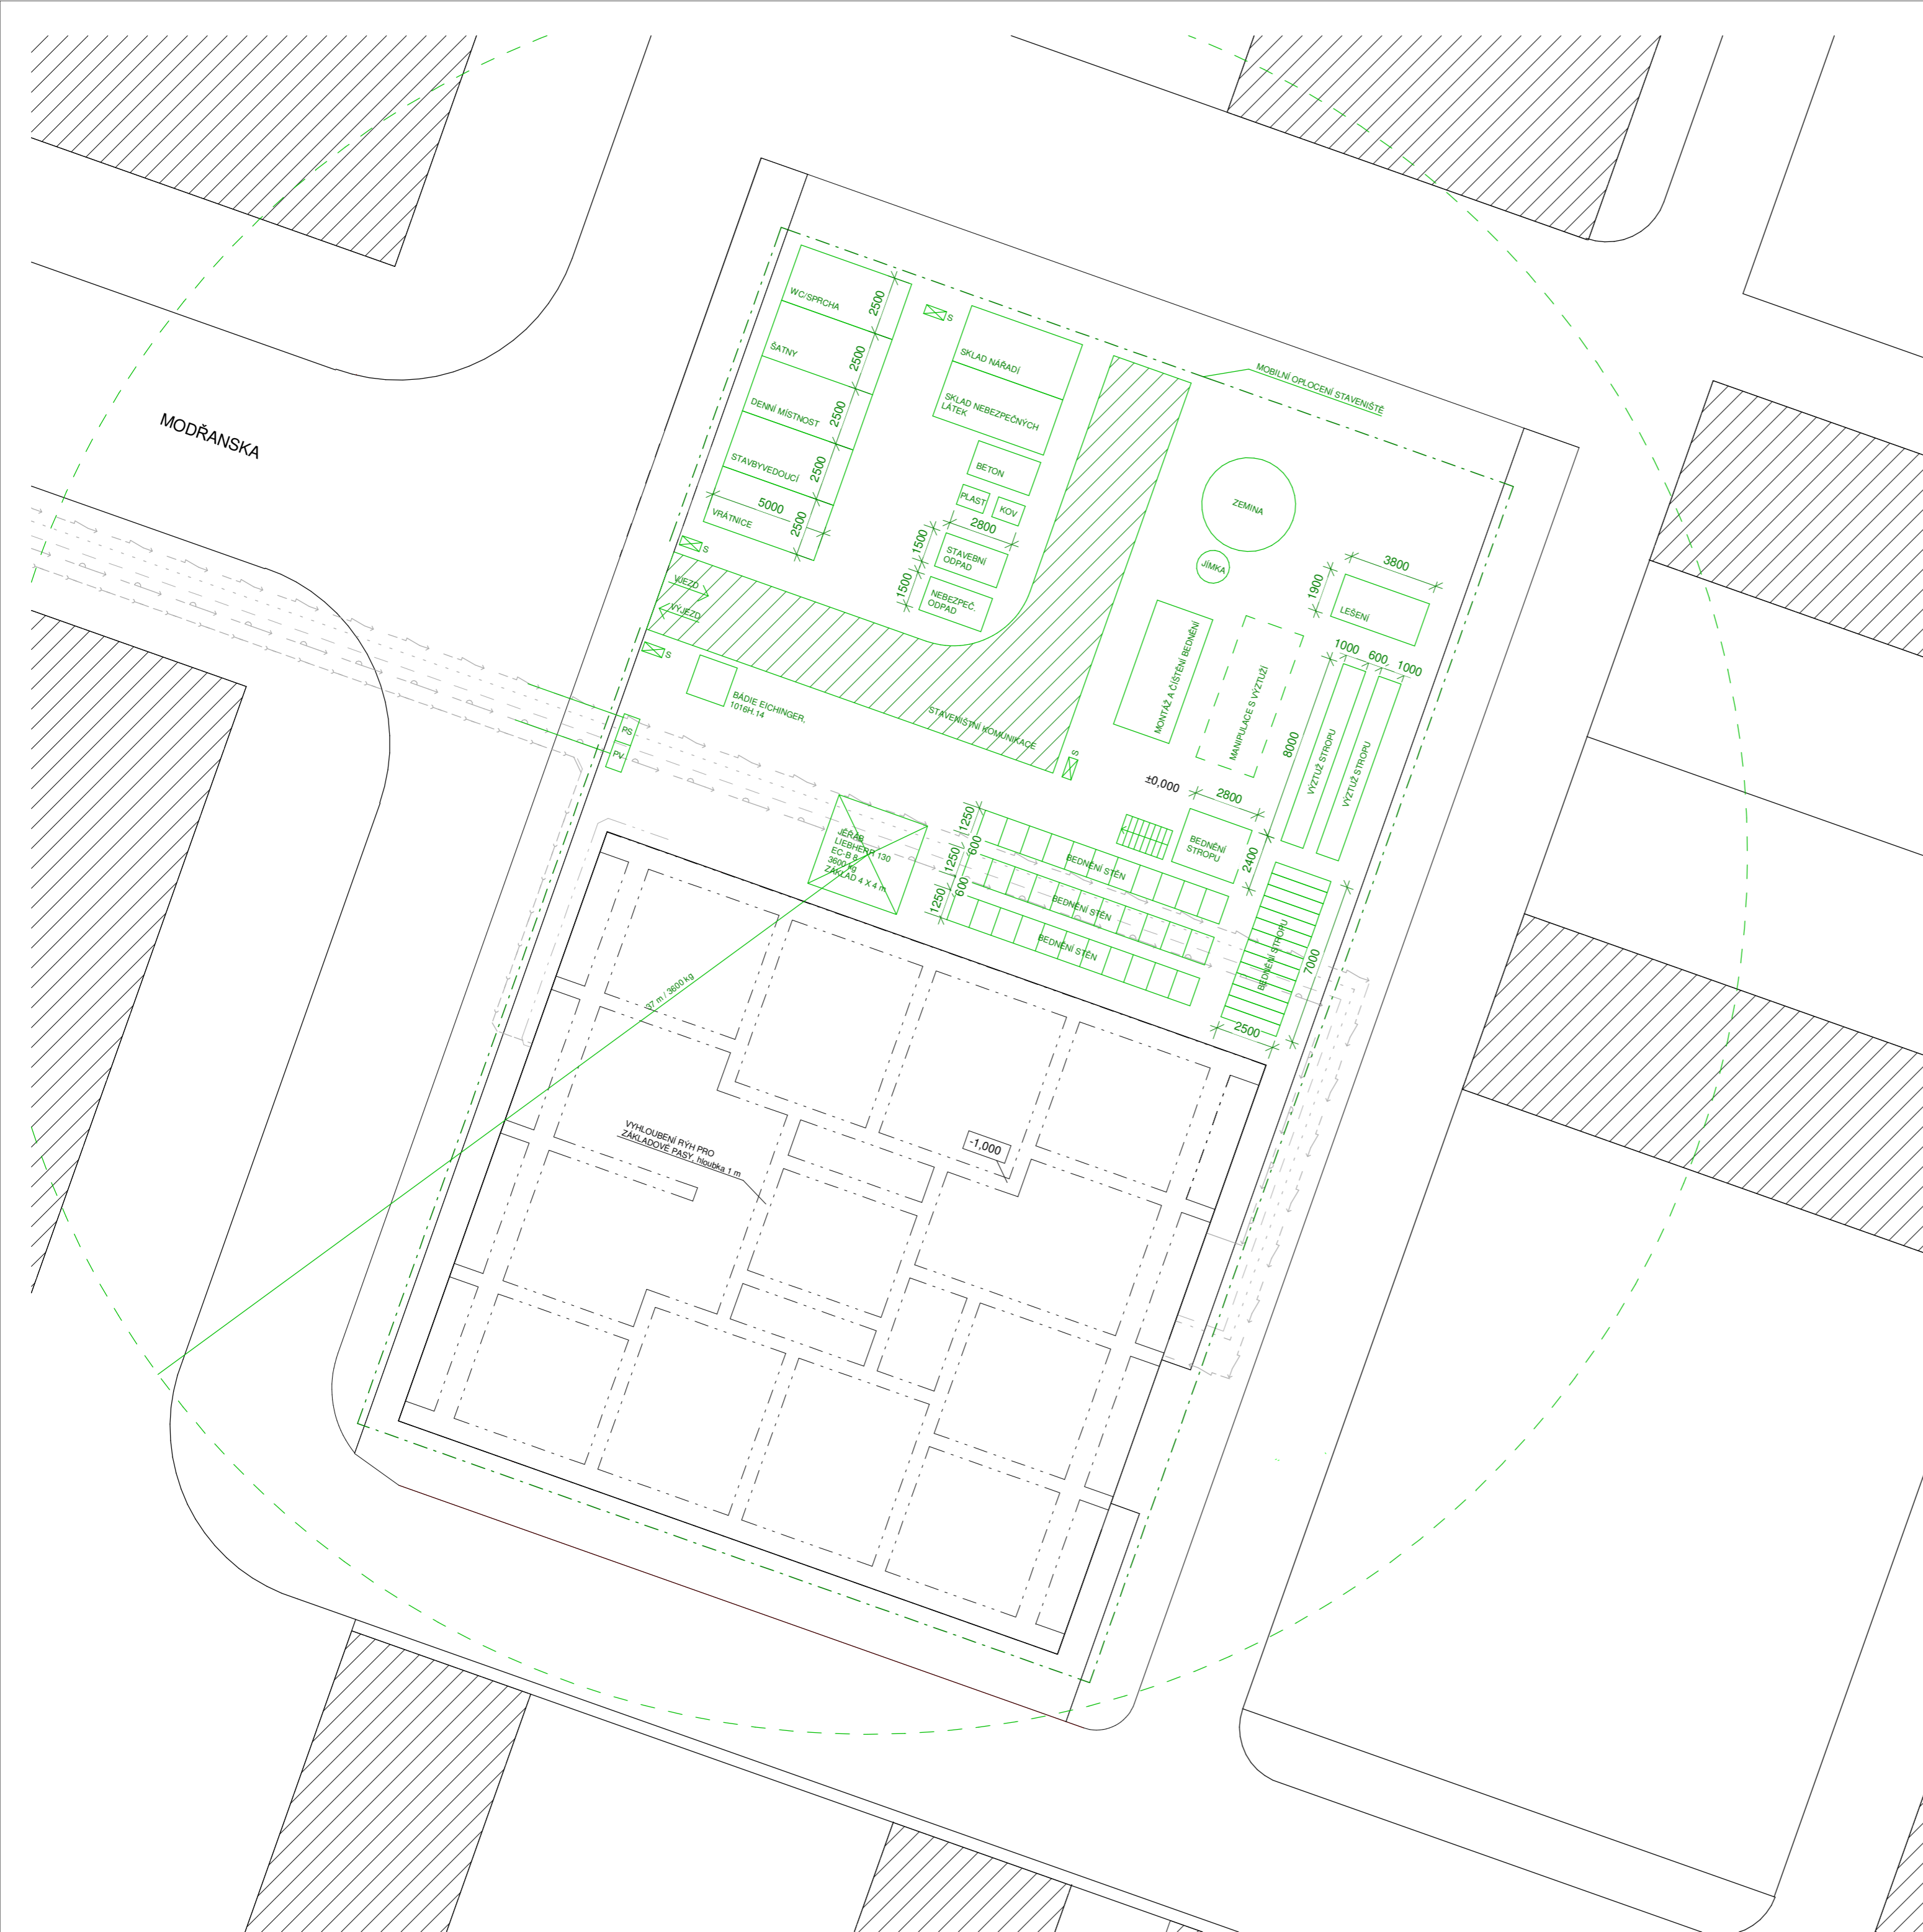 MODŘANSKA
WC/SPRCHA
ŠATNY
DENNÍ MÍSTNOST
STAVBYVEDOUCÍ
VRÁTNICE
2500
2500
2500
2500
2500
5000
S
SKLAD NÁŘADÍ
SKLAD NEBEZPEČNÝCH
LÁTEK
BETON
PLAST
KOV
2800
1500
1500
STAVEBNÍ
ODPAD
NEBEZPEČ.
ODPAD
MOBILNÍ OPLOCENÍ STAVENIŠTĚ
ZEMINA
JÍMKA
3800
1900
LEŠENÍ
1000
600
1000
8000
VÝZTUŽ STROPU
VÝZTUŽ STROPU
MONTÁŽ A ČIŠTĚNÍ BEDNĚNÍ
MANIPULACE S VÝZTUŽÍ
S
VJEZD
VÝJEZD
S
BÁDIE EICHINGER,
1016H.14
STAVENIŠTNÍ KOMUNIKACE
S
PS
PV
±0,000
2800
BEDNĚNÍ
STROPU
2400
JEŘÁB
LIEBHERR 130
EC-B 8
3600 kg
ZÁKLAD 4 X 4 m
1250
600
1250
600
1250
BEDNĚNÍ STĚN
BEDNĚNÍ STĚN
BEDNĚNÍ STĚN
BEDNĚNÍ STROPU
7000
2500
37 m / 3600 kg
VYHLOUBENÍ RÝH PRO
ZÁKLADOVÉ PASY, hloubka 1 m
-1,000